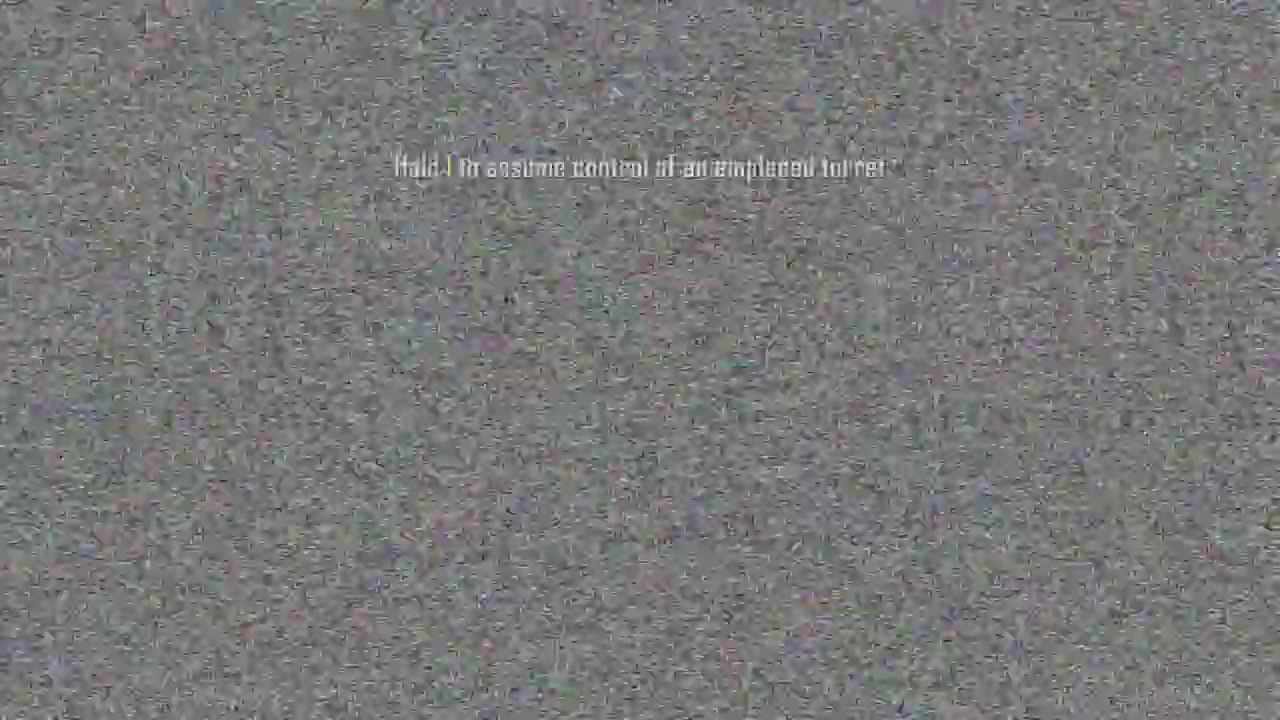 Hold I to assume control of an emplaced turret